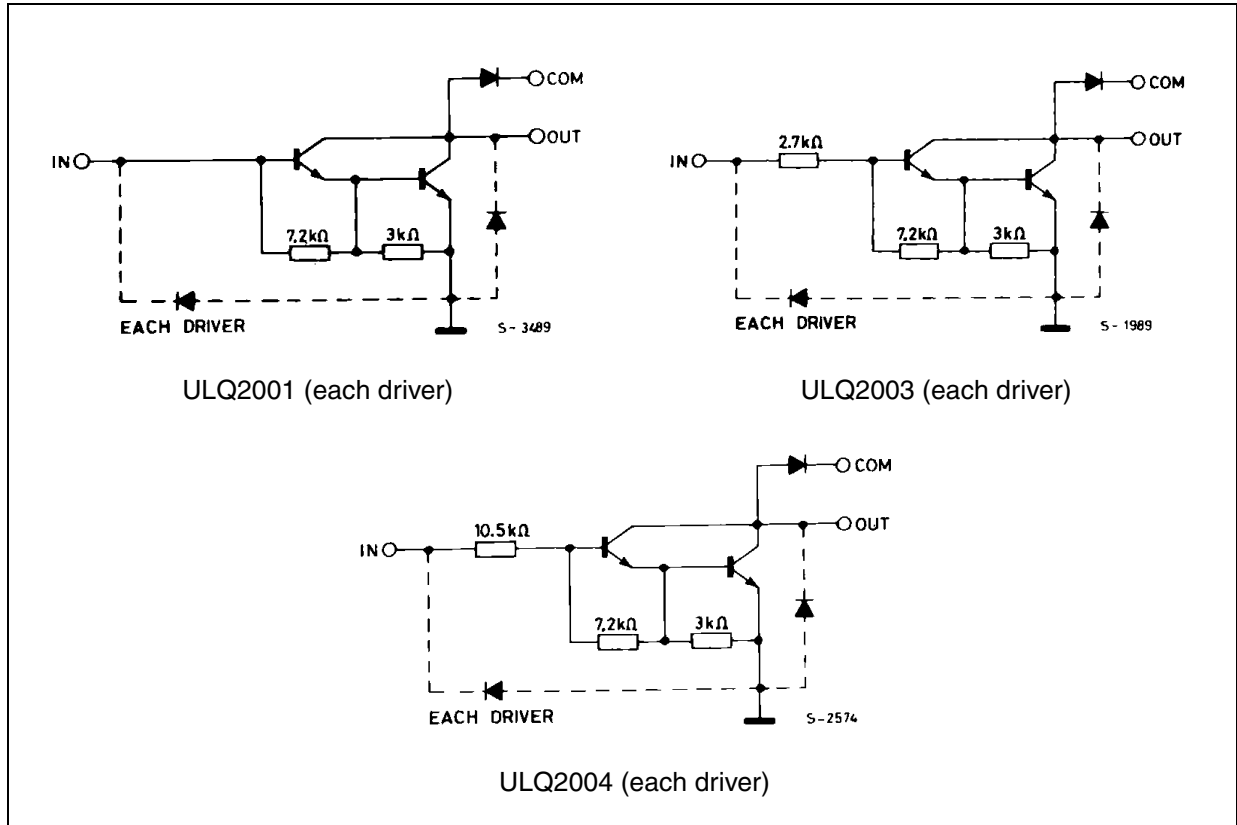 COM
OUT
IN
7.2kΩ
3kΩ
EACH DRIVER
S-3489
ULQ2001 (each driver)
COM
OUT
2.7kΩ
IN
7.2kΩ
3kΩ
EACH DRIVER
S-1989
ULQ2003 (each driver)
COM
OUT
10.5kΩ
IN
7.2kΩ
3kΩ
EACH DRIVER
S-2574
ULQ2004 (each driver)